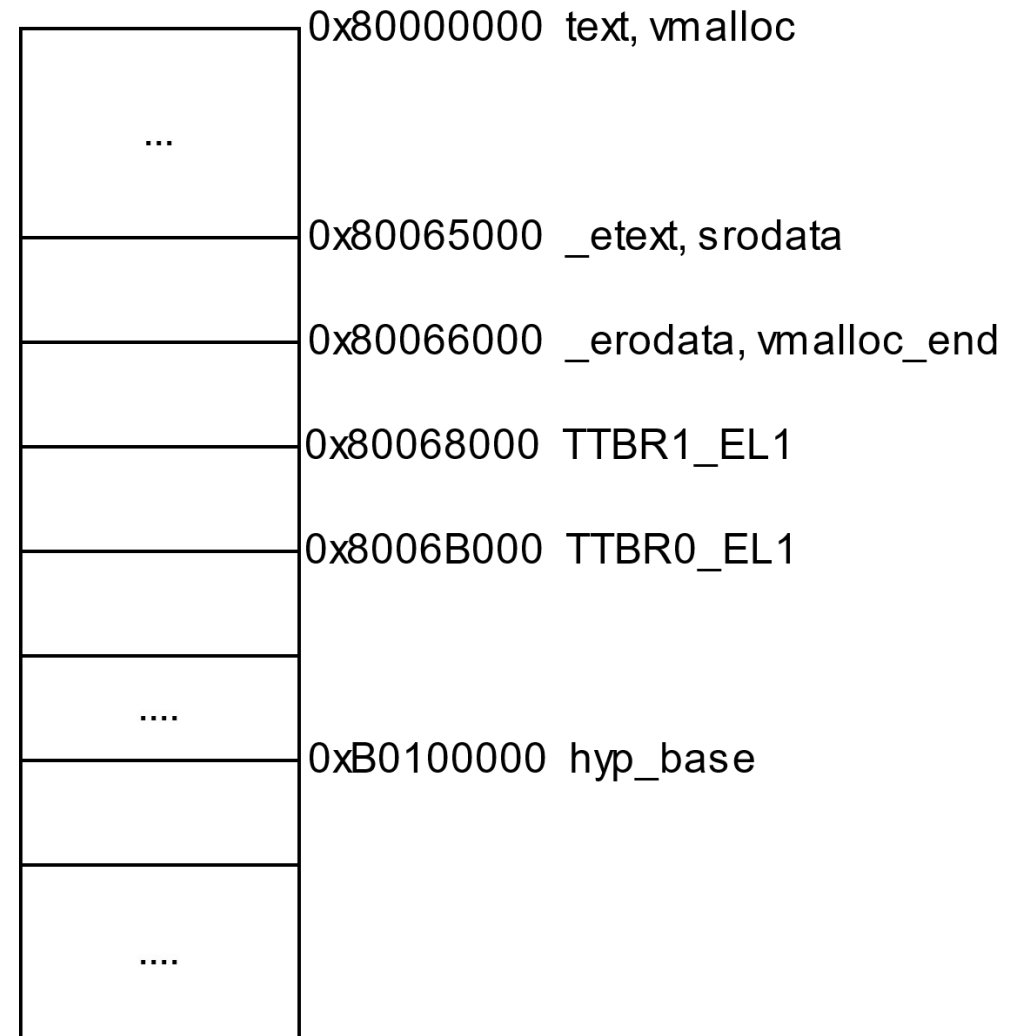 0x80000000 text, vmalloc
...
0x80065000 _etext, srodata
0x80066000 _erodata, vmalloc_end
0x80068000 TTBR1_EL1
0x8006B000 TTBR0_EL1
....
0xB0100000 hyp_base
....